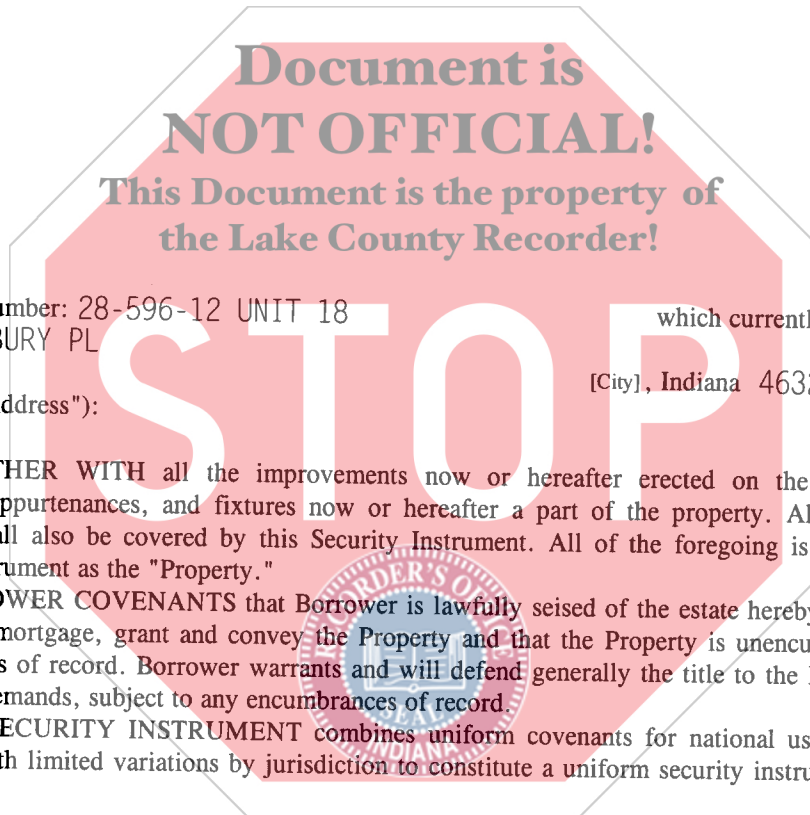 Document is
NOT OFFICIAL!
This Document is the property of
the Lake County Recorder!
umber: 28-596-12 UNIT 18 which currentl
BURY PL
[City], Indiana 4632
ddress"):
STOP
THER WITH all the improvements now or hereafter erected on the
ppurtenances, and fixtures now or hereafter a part of the property. Al
all also be covered by this Security Instrument. All of the foregoing is
rument as the "Property."
OWER COVENANTS that Borrower is lawfully seised of the estate hereby
mortgage, grant and convey the Property and that the Property is unencu
s of record. Borrower warrants and will defend generally the title to the
emands, subject to any encumbrances of record.
ECURITY INSTRUMENT combines uniform covenants for national us
th limited variations by jurisdiction to constitute a uniform security instru
RECORDER'S OFFICE
SEAL
INDIANA